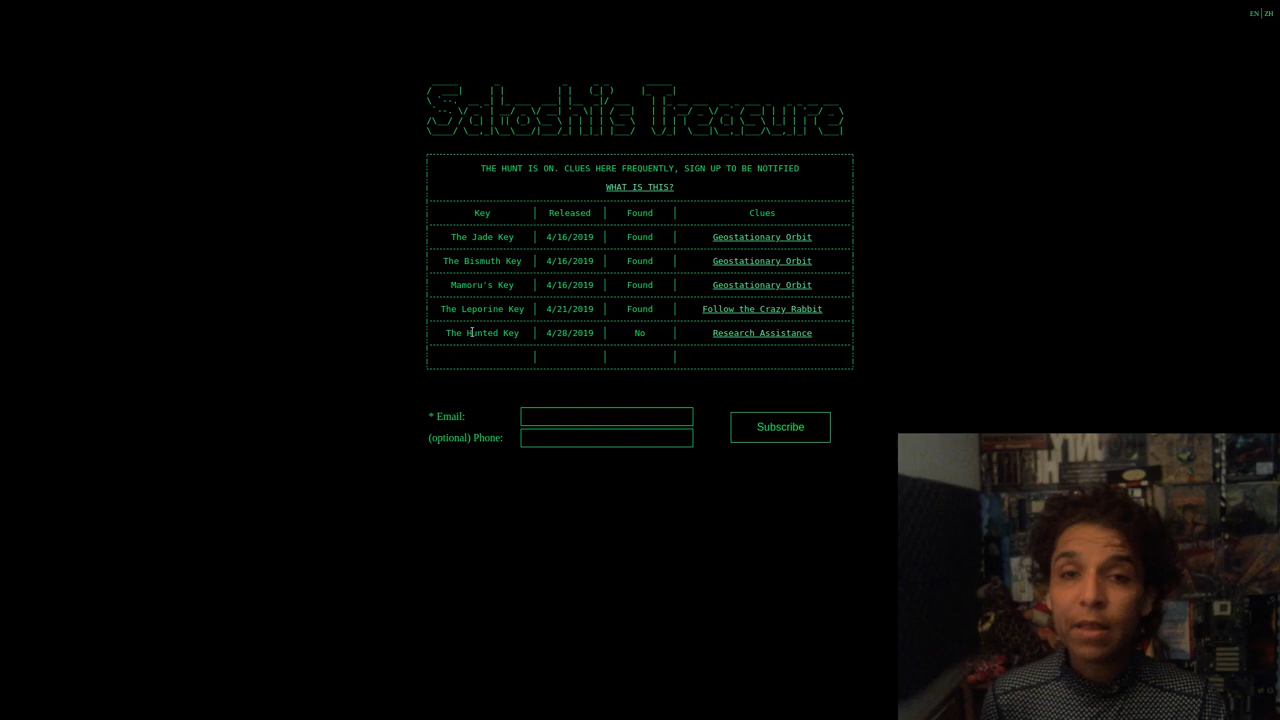 EN | ZH
Satoshi's Treasure
THE HUNT IS ON. CLUES HERE FREQUENTLY, SIGN UP TO BE NOTIFIED
WHAT IS THIS?
Key | Released | Found | Clues
The Jade Key | 4/16/2019 | Found | Geostationary Orbit
The Bismuth Key | 4/16/2019 | Found | Geostationary Orbit
Mamoru's Key | 4/16/2019 | Found | Geostationary Orbit
The Leporine Key | 4/21/2019 | Found | Follow the Crazy Rabbit
The Hunted Key | 4/28/2019 | No | Research Assistance
* Email:
(optional) Phone:
Subscribe